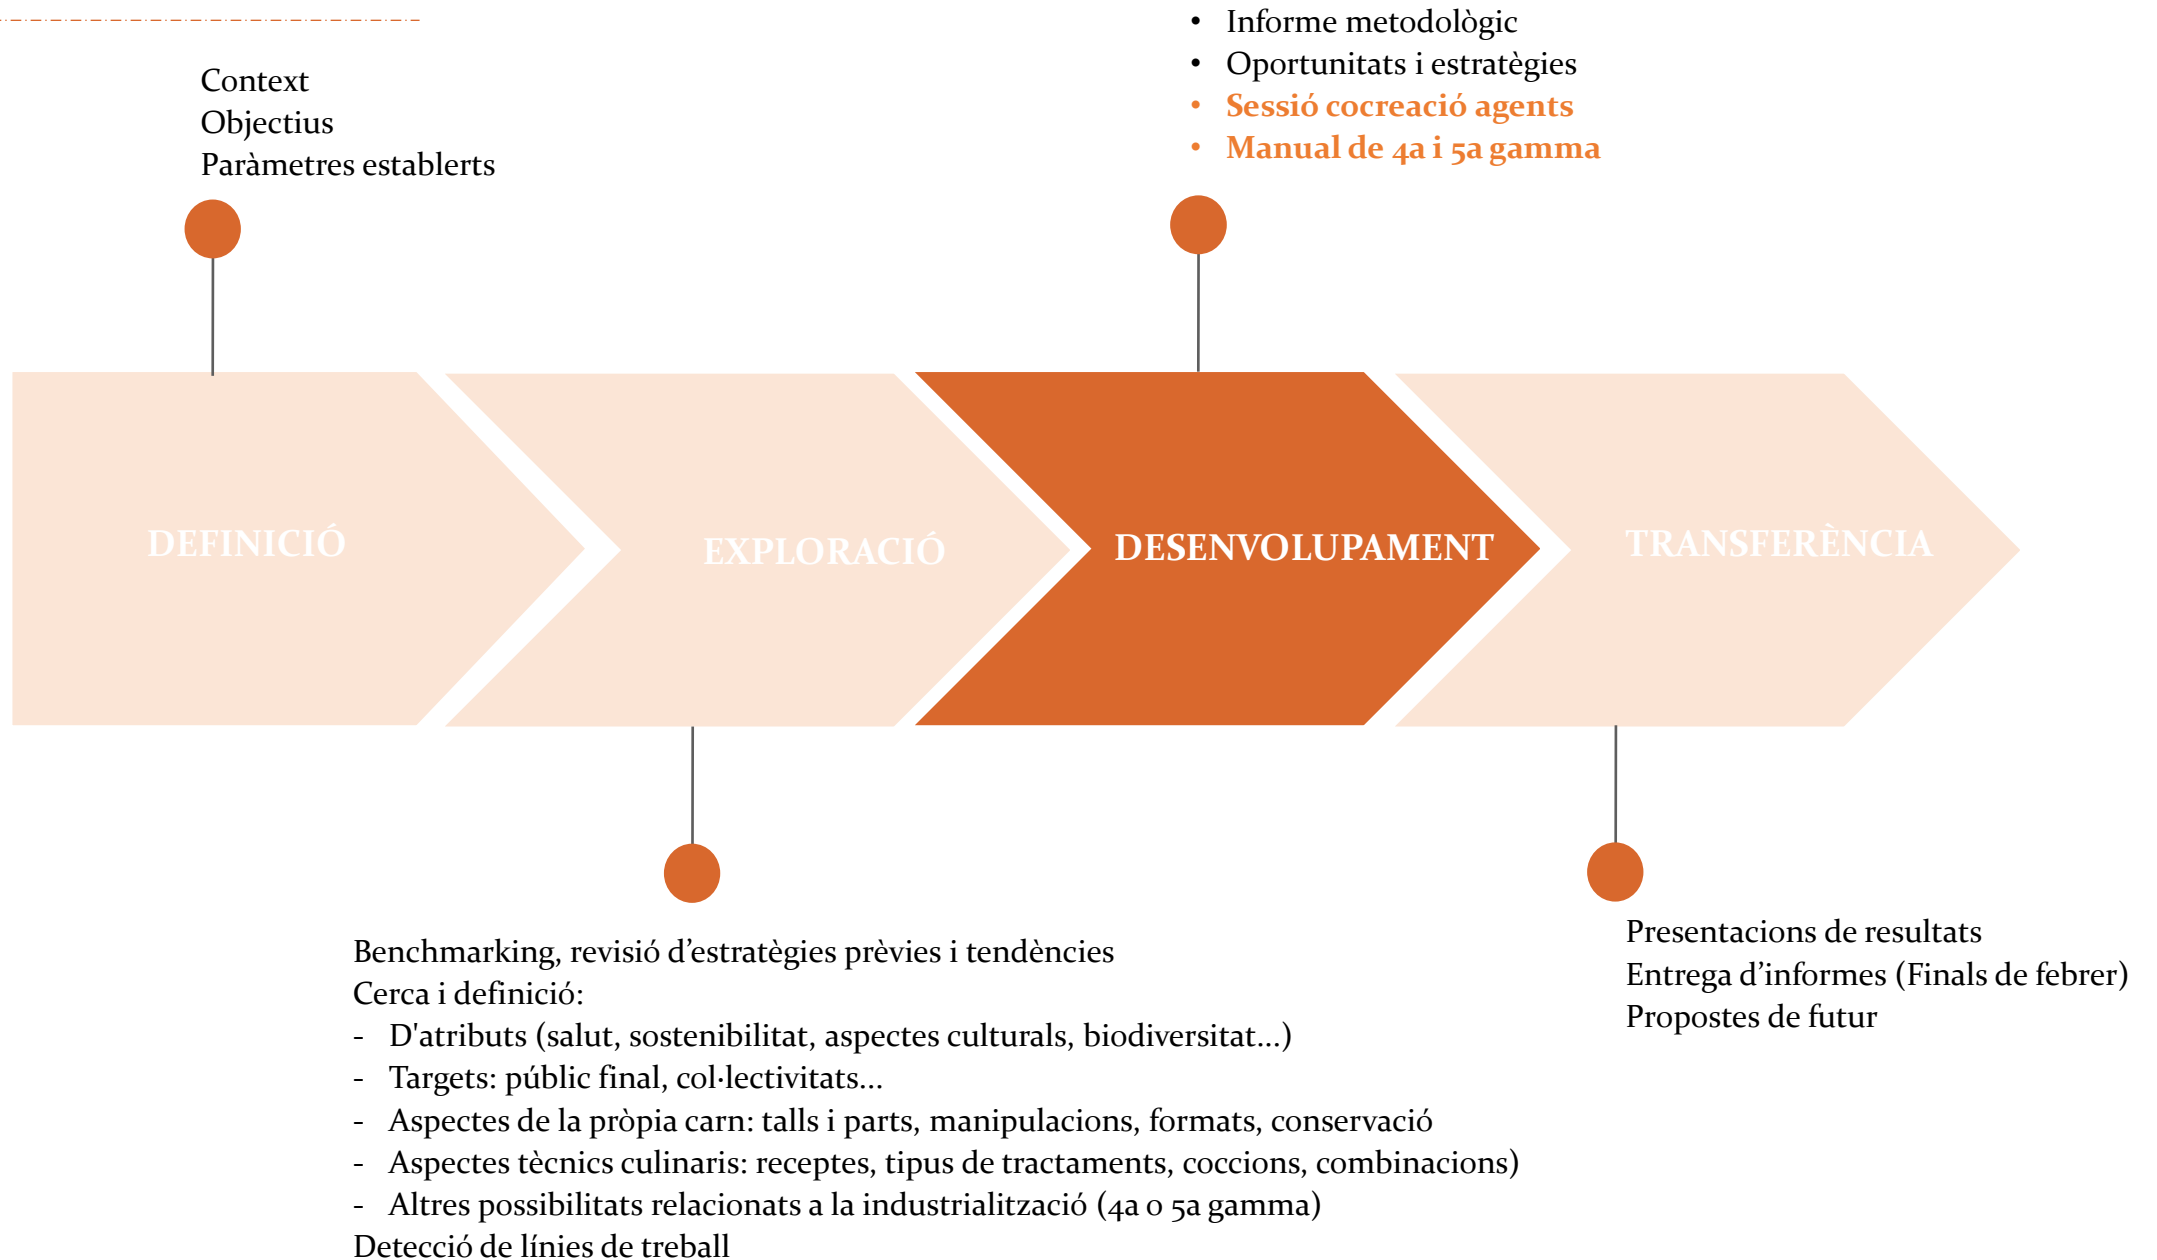 Context
Objectius
Paràmetres establerts
• Informe metodològic
• Oportunitats i estratègies
• Sessió cocreació agents
• Manual de 4a i 5a gamma
DEFINICIÓ
EXPLORACIÓ
DESENVOLUPAMENT
TRANSFERÈNCIA
Benchmarking, revisió d’estratègies prèvies i tendències
Cerca i definició:
- D'atributs (salut, sostenibilitat, aspectes culturals, biodiversitat...)
- Targets: públic final, col·lectivitats...
- Aspectes de la pròpia carn: talls i parts, manipulacions, formats, conservació
- Aspectes tècnics culinaris: receptes, tipus de tractaments, coccions, combinacions)
- Altres possibilitats relacionats a la industrialització (4a o 5a gamma)
Detecció de línies de treball
Presentacions de resultats
Entrega d’informes (Finals de febrer)
Propostes de futur